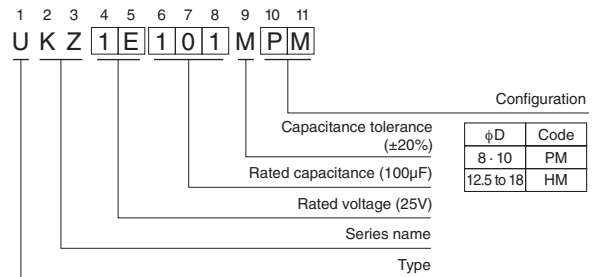 1 2 3 4 5 6 7 8 9 10 11
U K Z 1 E 1 0 1 M P M
Configuration
Capacitance tolerance
(±20%)
Rated capacitance (100µF)
Rated voltage (25V)
Series name
Type
ϕD Code
8 · 10 PM
12.5 to 18 HM